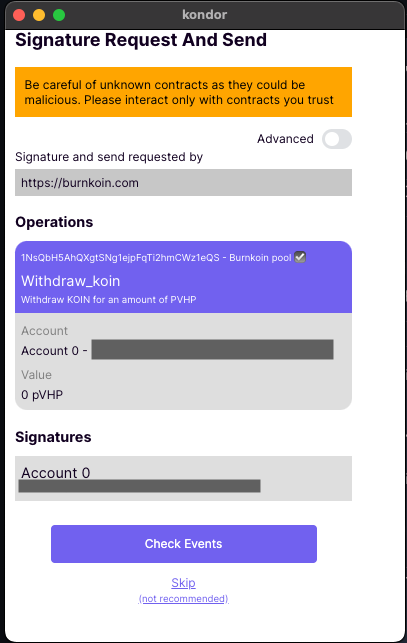 kondor
Signature Request And Send
Be careful of unknown contracts as they could be
malicious. Please interact only with contracts you trust
Advanced
Signature and send requested by
https://burnkoin.com
Operations
1NsQbH5AhQXgtSNg1ejpFqTi2hmCWz1eQS - Burnkoin pool
Withdraw_koin
Withdraw KOIN for an amount of PVHP
Account
Account 0 -
Value
0 pVHP
Signatures
Account 0
Check Events
Skip
(not recommended)